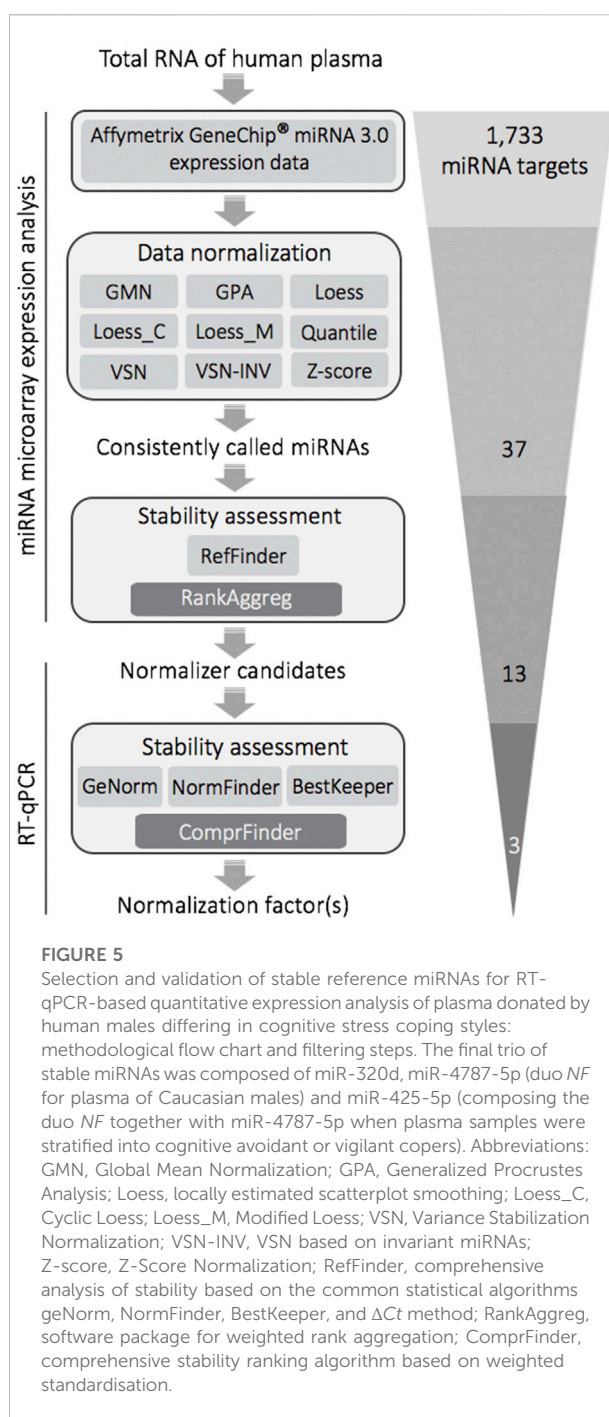 Total RNA of human plasma
miRNA microarray expression analysis
Affymetrix GeneChip® miRNA 3.0
expression data
1,733
miRNA targets
Data normalization
GMN GPA Loess
Loess_C Loess_M Quantile
VSN VSN-INV Z-score
Consistently called miRNAs
37
Stability assessment
RefFinder
RankAggreg
Normalizer candidates
13
RT-qPCR
Stability assessment
GeNorm NormFinder BestKeeper
ComprFinder
3
Normalization factor(s)
FIGURE 5
Selection and validation of stable reference miRNAs for RT-
qPCR-based quantitative expression analysis of plasma donated by
human males differing in cognitive stress coping styles:
methodological flow chart and filtering steps. The final trio of
stable miRNAs was composed of miR-320d, miR-4787-5p (duo NF
for plasma of Caucasian males) and miR-425-5p (composing the
duo NF together with miR-4787-5p when plasma samples were
stratified into cognitive avoidant or vigilant copers). Abbreviations:
GMN, Global Mean Normalization; GPA, Generalized Procrustes
Analysis; Loess, locally estimated scatterplot smoothing; Loess_C,
Cyclic Loess; Loess_M, Modified Loess; VSN, Variance Stabilization
Normalization; VSN-INV, VSN based on invariant miRNAs;
Z-score, Z-Score Normalization; RefFinder, comprehensive
analysis of stability based on the common statistical algorithms
geNorm, NormFinder, BestKeeper, and ΔCt method; RankAggreg,
software package for weighted rank aggregation; ComprFinder,
comprehensive stability ranking algorithm based on weighted
standardisation.